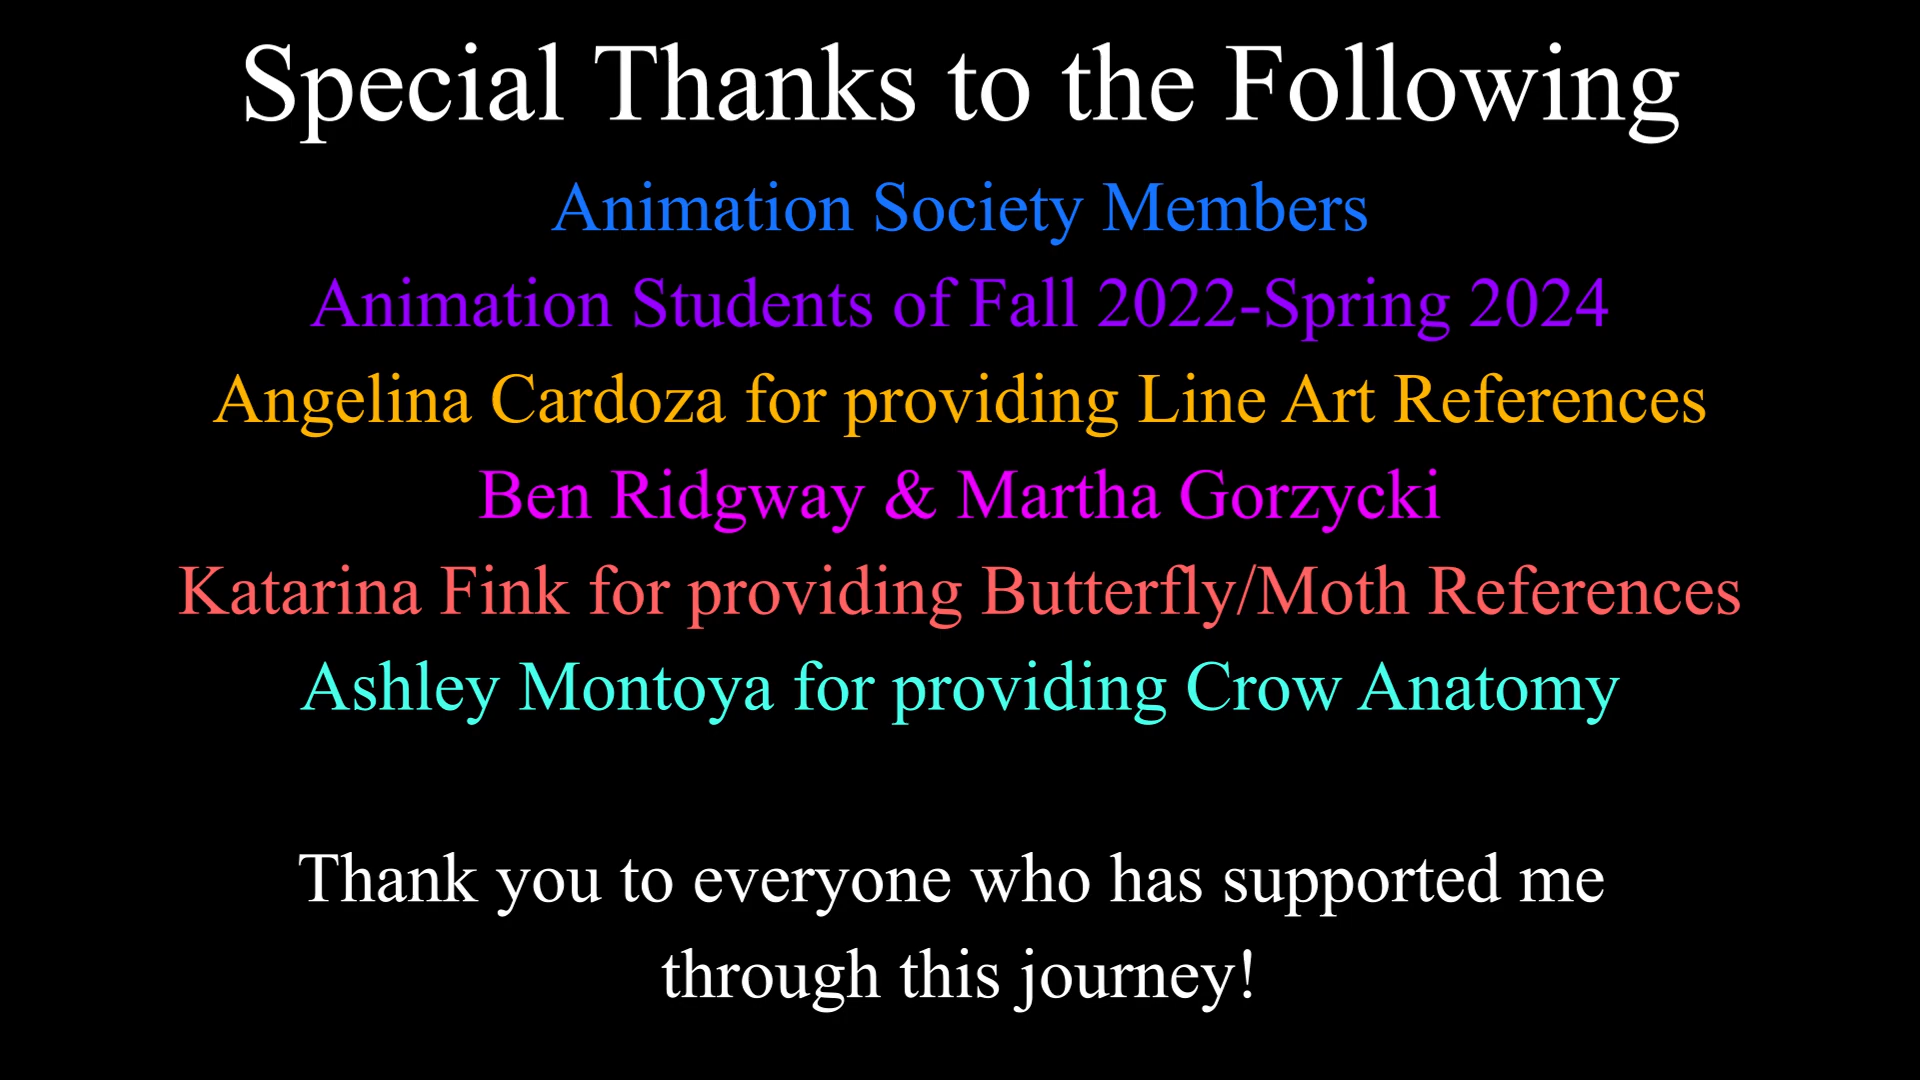 Special Thanks to the Following
Animation Society Members
Animation Students of Fall 2022-Spring 2024
Angelina Cardoza for providing Line Art References
Ben Ridgway & Martha Gorzycki
Katarina Fink for providing Butterfly/Moth References
Ashley Montoya for providing Crow Anatomy
Thank you to everyone who has supported me
through this journey!